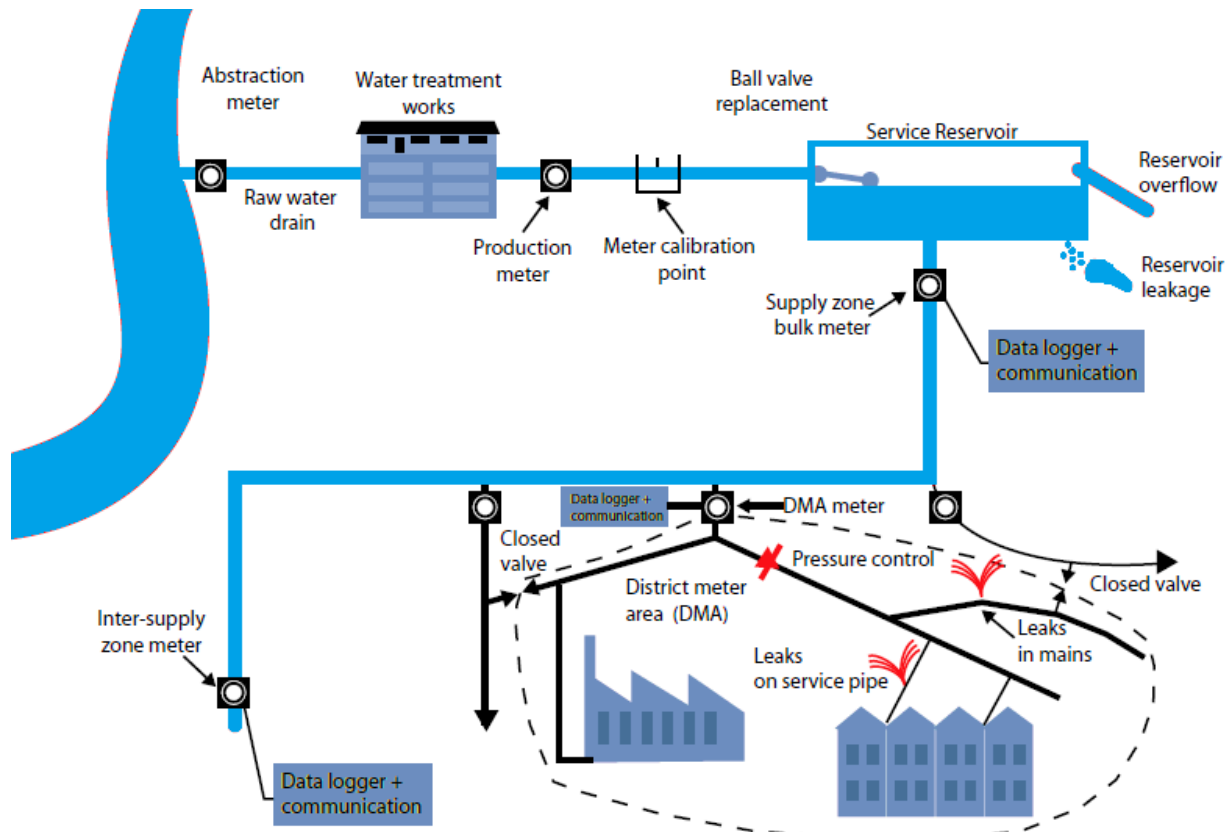 Abstraction
meter
Water treatment
works
Ball valve
replacement
Service Reservoir
Reservoir
overflow
Raw water
drain
Production
meter
Meter calibration
point
Reservoir
leakage
Supply zone
bulk meter
Data logger +
communication
Data logger +
communication
DMA meter
Closed
valve
Pressure control
Closed valve
District meter
area (DMA)
Inter-supply
zone meter
Leaks
in mains
Leaks
on service pipe
Data logger +
communication